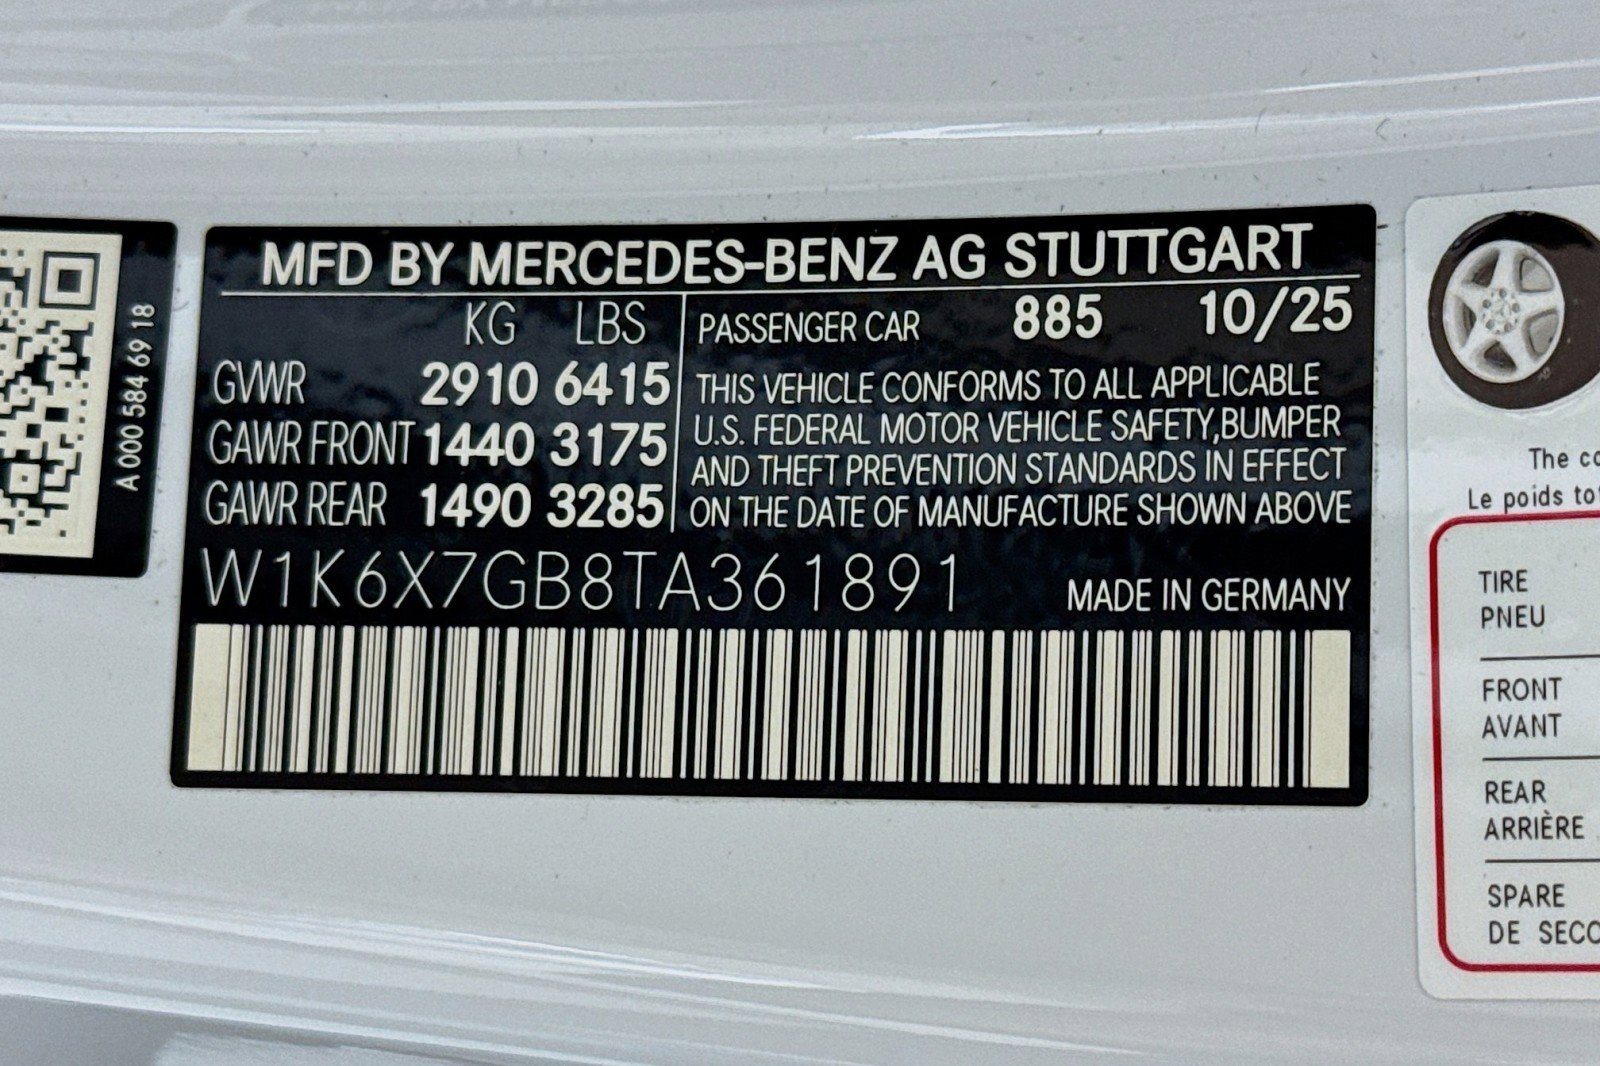 A 000 584 69 18
MFD BY MERCEDES-BENZ AG STUTTGART
KG LBS
GVWR 2910 6415
GAWR FRONT 1440 3175
GAWR REAR 1490 3285
PASSENGER CAR 885 10/25
THIS VEHICLE CONFORMS TO ALL APPLICABLE
U.S. FEDERAL MOTOR VEHICLE SAFETY,BUMPER
AND THEFT PREVENTION STANDARDS IN EFFECT
ON THE DATE OF MANUFACTURE SHOWN ABOVE
W1K6X7GB8TA361891
MADE IN GERMANY
The
Le poids
TIRE
PNEU
FRONT
AVANT
REAR
ARRIÈRE
SPARE
DE